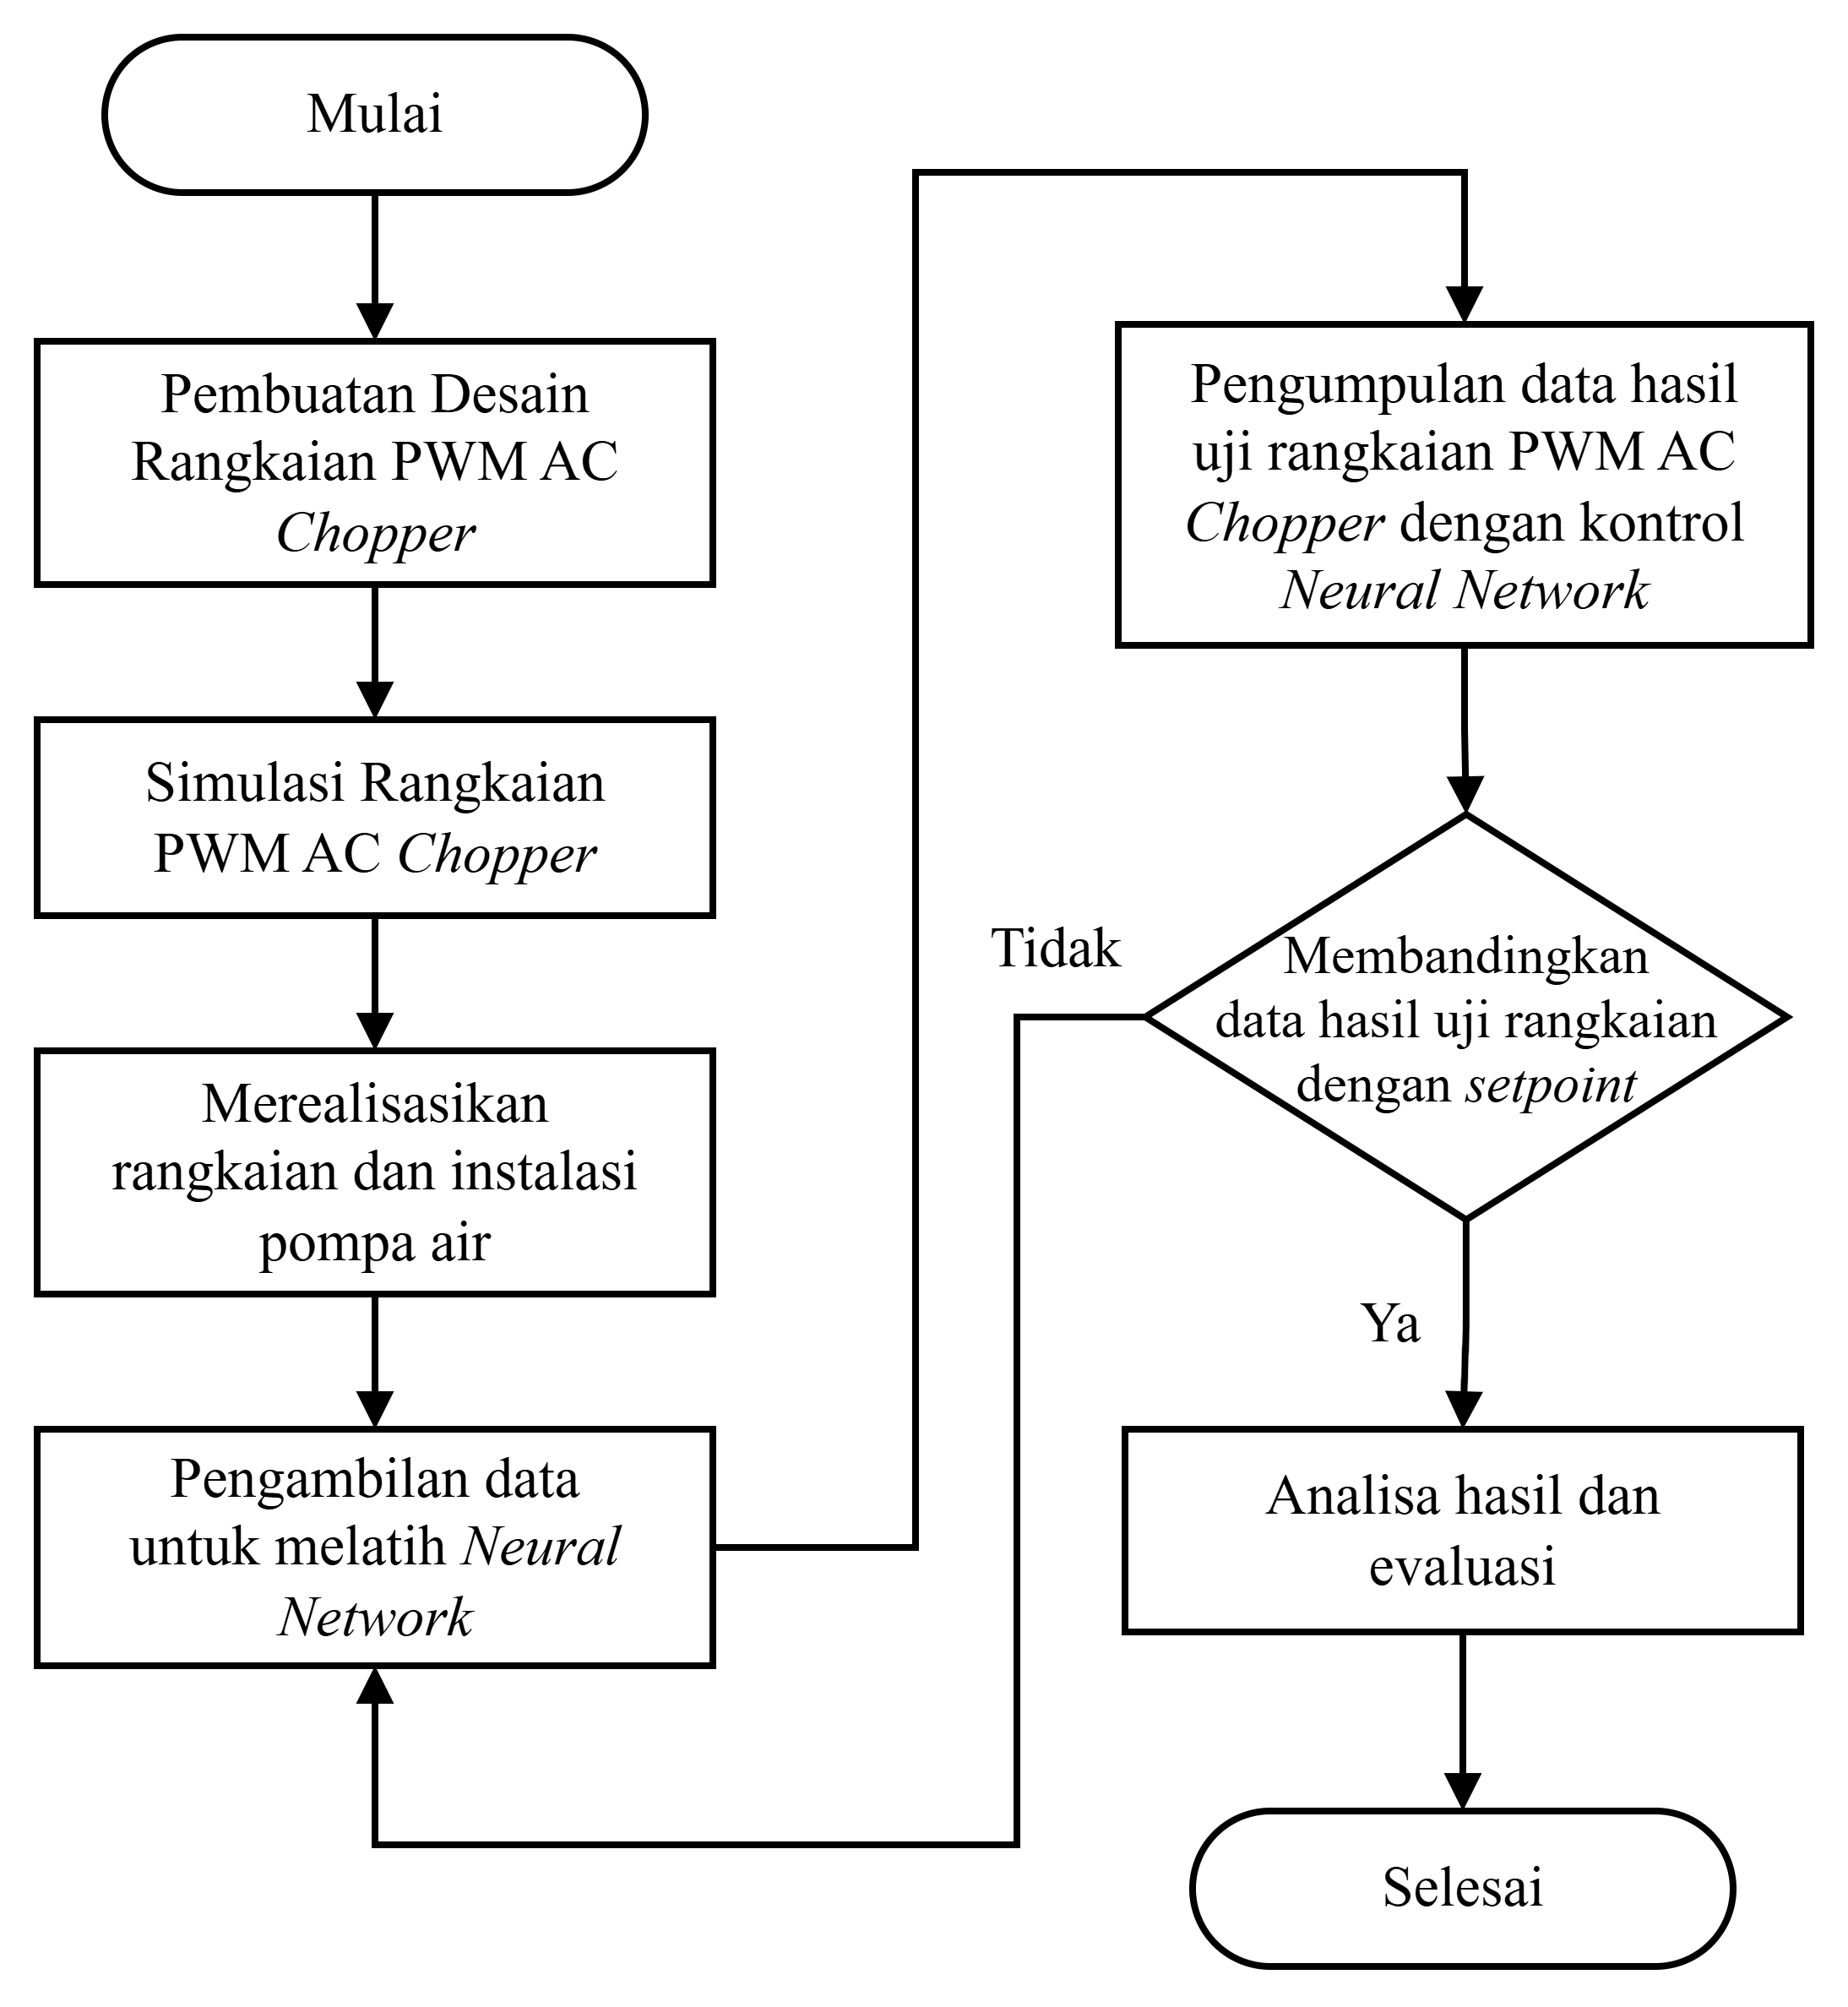 Mulai
Pembuatan Desain
Rangkaian PWM AC
Chopper
Simulasi Rangkaian
PWM AC Chopper
Merealisasikan
rangkaian dan instalasi
pompa air
Pengambilan data
untuk melatih Neural
Network
Pengumpulan data hasil
uji rangkaian PWM AC
Chopper dengan kontrol
Neural Network
Membandingkan
data hasil uji rangkaian
dengan setpoint
Tidak
Ya
Analisa hasil dan
evaluasi
Selesai